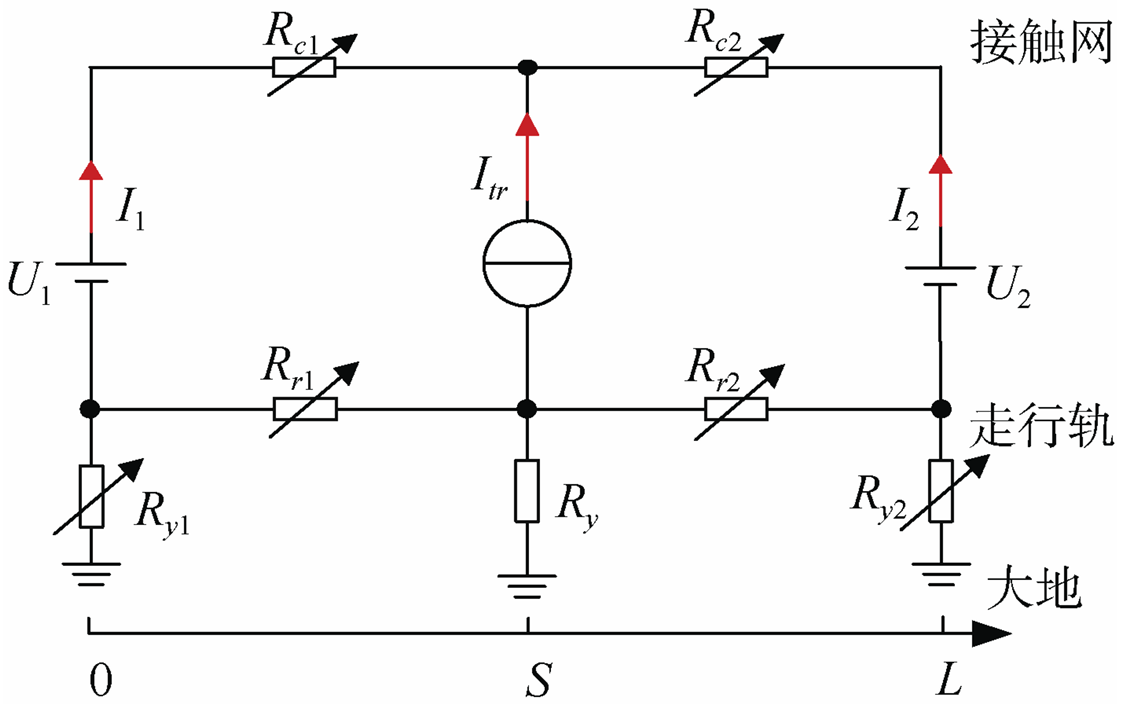 R_{c1}
R_{c2}
接触网
I_1
I_{tr}
I_2
U_1
U_2
R_{r1}
R_{r2}
走行轨
R_{y1}
R_y
R_{y2}
大地
0
S
L